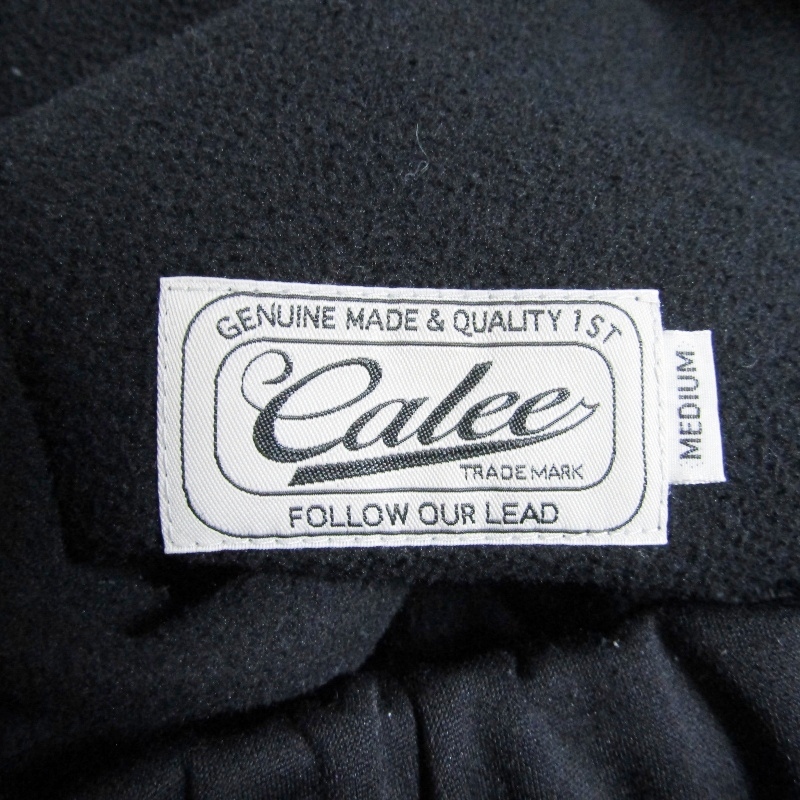 GENUINE MADE & QUALITY 1ST
Calee
TRADE MARK
FOLLOW OUR LEAD
MEDIUM